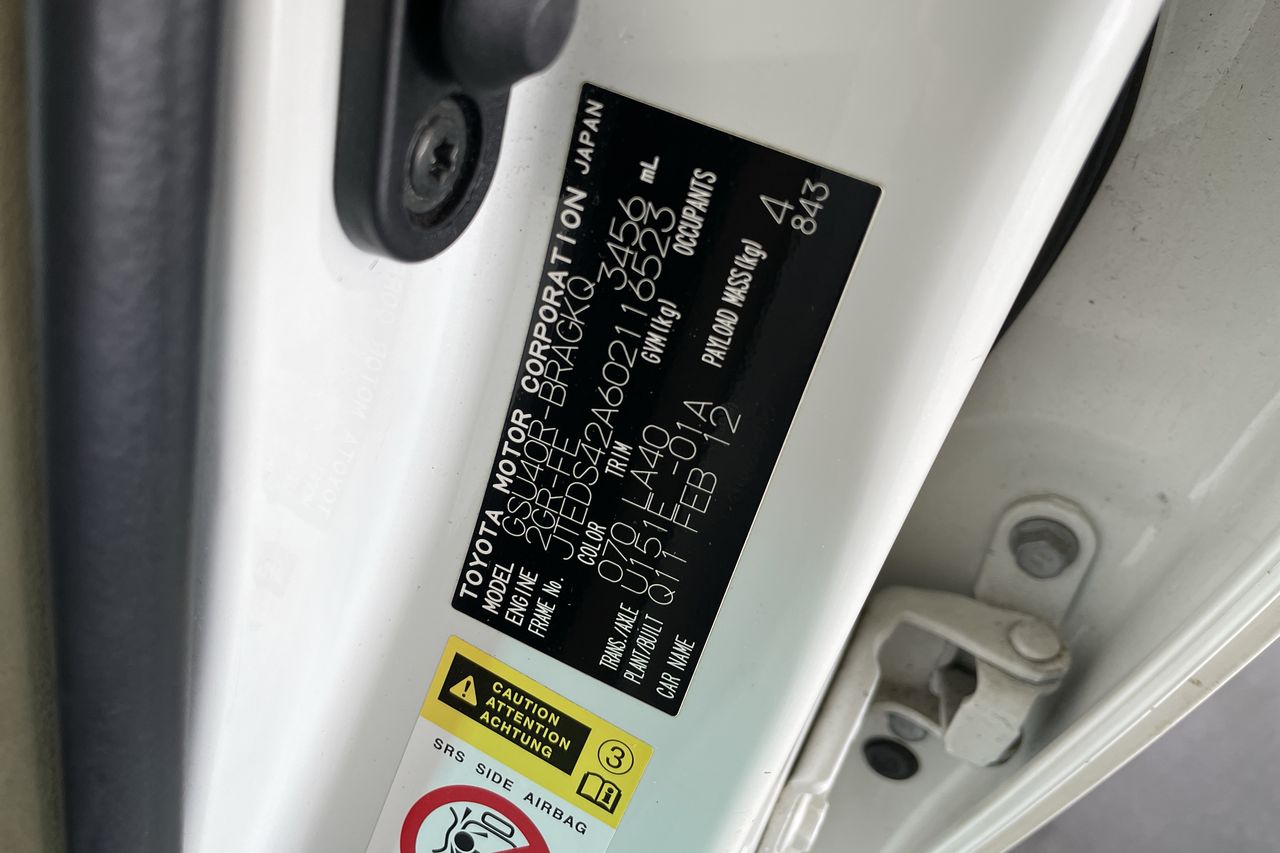 TOYOTA MOTOR CORPORATION JAPAN
MODEL GSU40R-BRAGKQ
ENGINE 2GR-FE 3456 mL
FRAME No. JTEDS42A602116523
COLOR TRIM GVM(kg) OCCUPANTS
070 LA40 4
TRANS./AXLE U151F -01A PAYLOAD MASS(kg) 843
PLANT/BUILT Q11 FEB 12
CAR NAME
CAUTION
ATTENTION
ACHTUNG
3
SRS SIDE AIRBAG